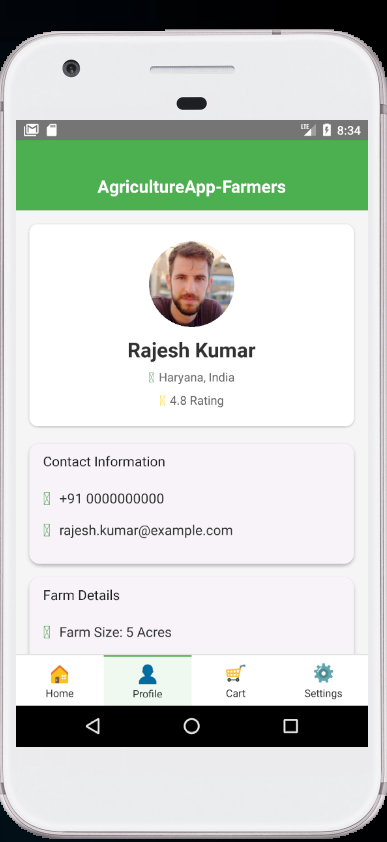 LTE 8:34
AgricultureApp-Farmers
Rajesh Kumar
Haryana, India
4.8 Rating
Contact Information
+91 0000000000
rajesh.kumar@example.com
Farm Details
Farm Size: 5 Acres
Home Profile Cart Settings